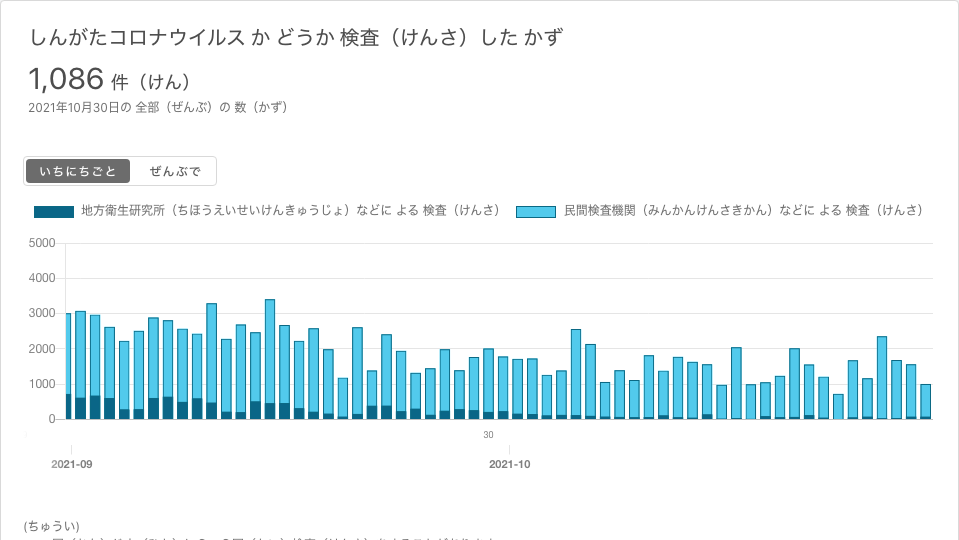 しんがたコロナウイルス か どうか 検査（けんさ）した かず
1,086 件（けん）
2021年10月30日の 全部（ぜんぶ）の 数（かず）
いちにちごと ぜんぶで
地方衛生研究所（ちほうえいせいけんきゅうじょ）などに よる 検査（けんさ） 民間検査機関（みんかんけんさきかん）などに よる 検査（けんさ）
5000
4000
3000
2000
1000
0
30
2021-09 2021-10
(ちゅうい)